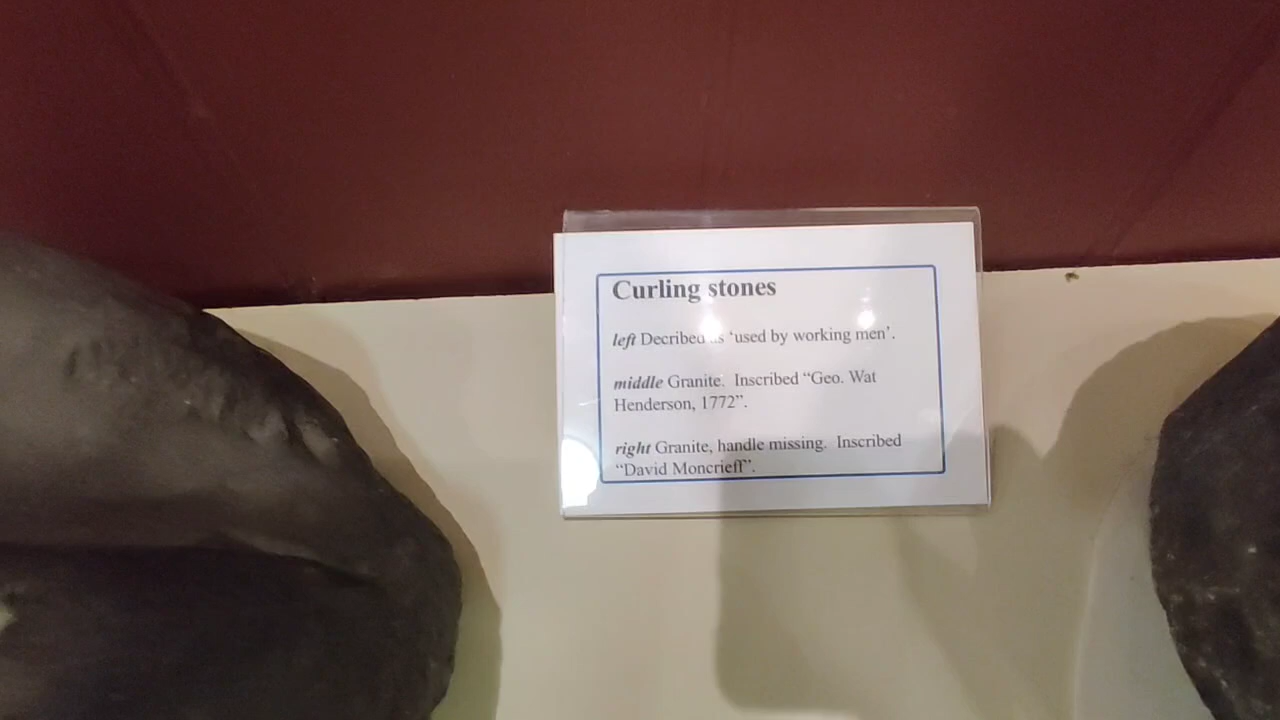 Curling stones
left Decribed as ‘used by working men’.
middle Granite. Inscribed “Geo. Wat
Henderson, 1772”.
right Granite, handle missing. Inscribed
“David Moncrieff”.